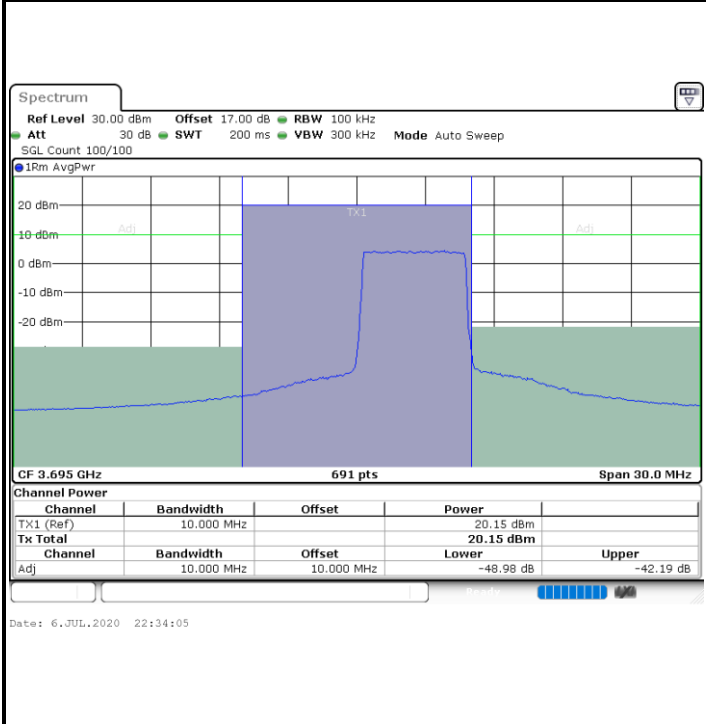 Spectrum
Ref Level 30.00 dBm Offset 17.00 dB RBW 100 kHz
Att 30 dB SWT 200 ms VBW 300 kHz Mode Auto Sweep
SGL Count 100/100
1Rm AvgPwr
20 dBm
TX1
Adj Adj
10 dBm
0 dBm
-10 dBm
-20 dBm
CF 3.695 GHz 691 pts Span 30.0 MHz
Channel Power
Channel Bandwidth Offset Power
TX1 (Ref) 10.000 MHz 20.15 dBm
Tx Total 20.15 dBm
Channel Bandwidth Offset Lower Upper
Adj 10.000 MHz 10.000 MHz -48.98 dB -42.19 dB
Ready
Date: 6.JUL.2020 22:34:05